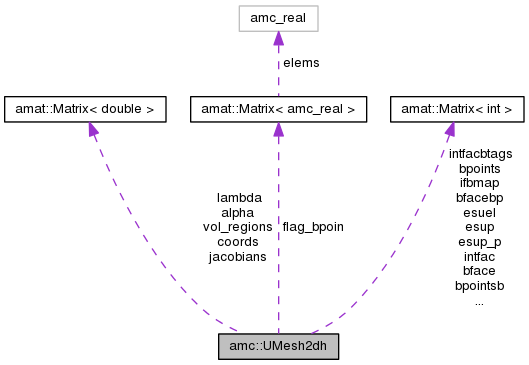 amc_real
elems
amat::Matrix< double >
amat::Matrix< amc_real >
amat::Matrix< int >
lambda
alpha
vol_regions
coords
jacobians
flag_bpoin
intfacbtags
bpoints
ifbmap
bfacebp
esuel
esup
esup_p
intfac
bface
bpointsb
...
amc::UMesh2dh